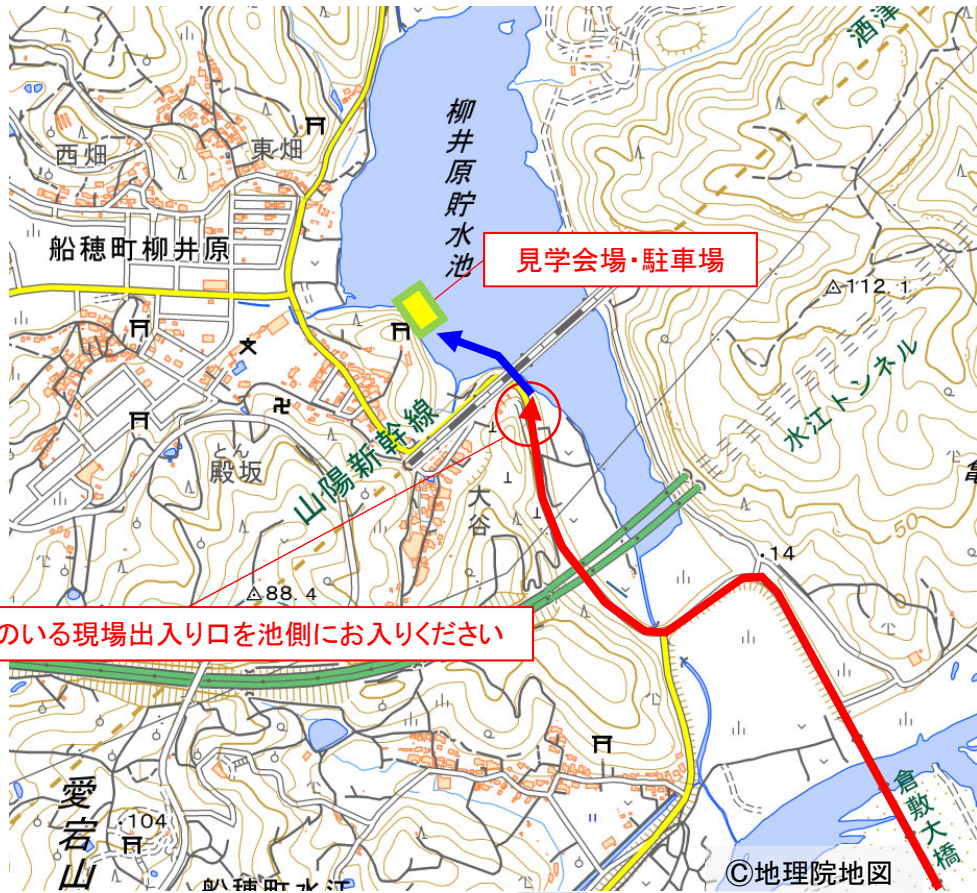 酒津
柳井原貯水池
西畑
東畑
船穂町柳井原
見学会場・駐車場
112.1
水江トンネル
とん
殿坂
山陽新幹線
大谷
亀
50
14
88.4
のいる現場出入り口を池側にお入りください
倉敷大橋
愛宕山
104
船穂町水江
©地理院地図